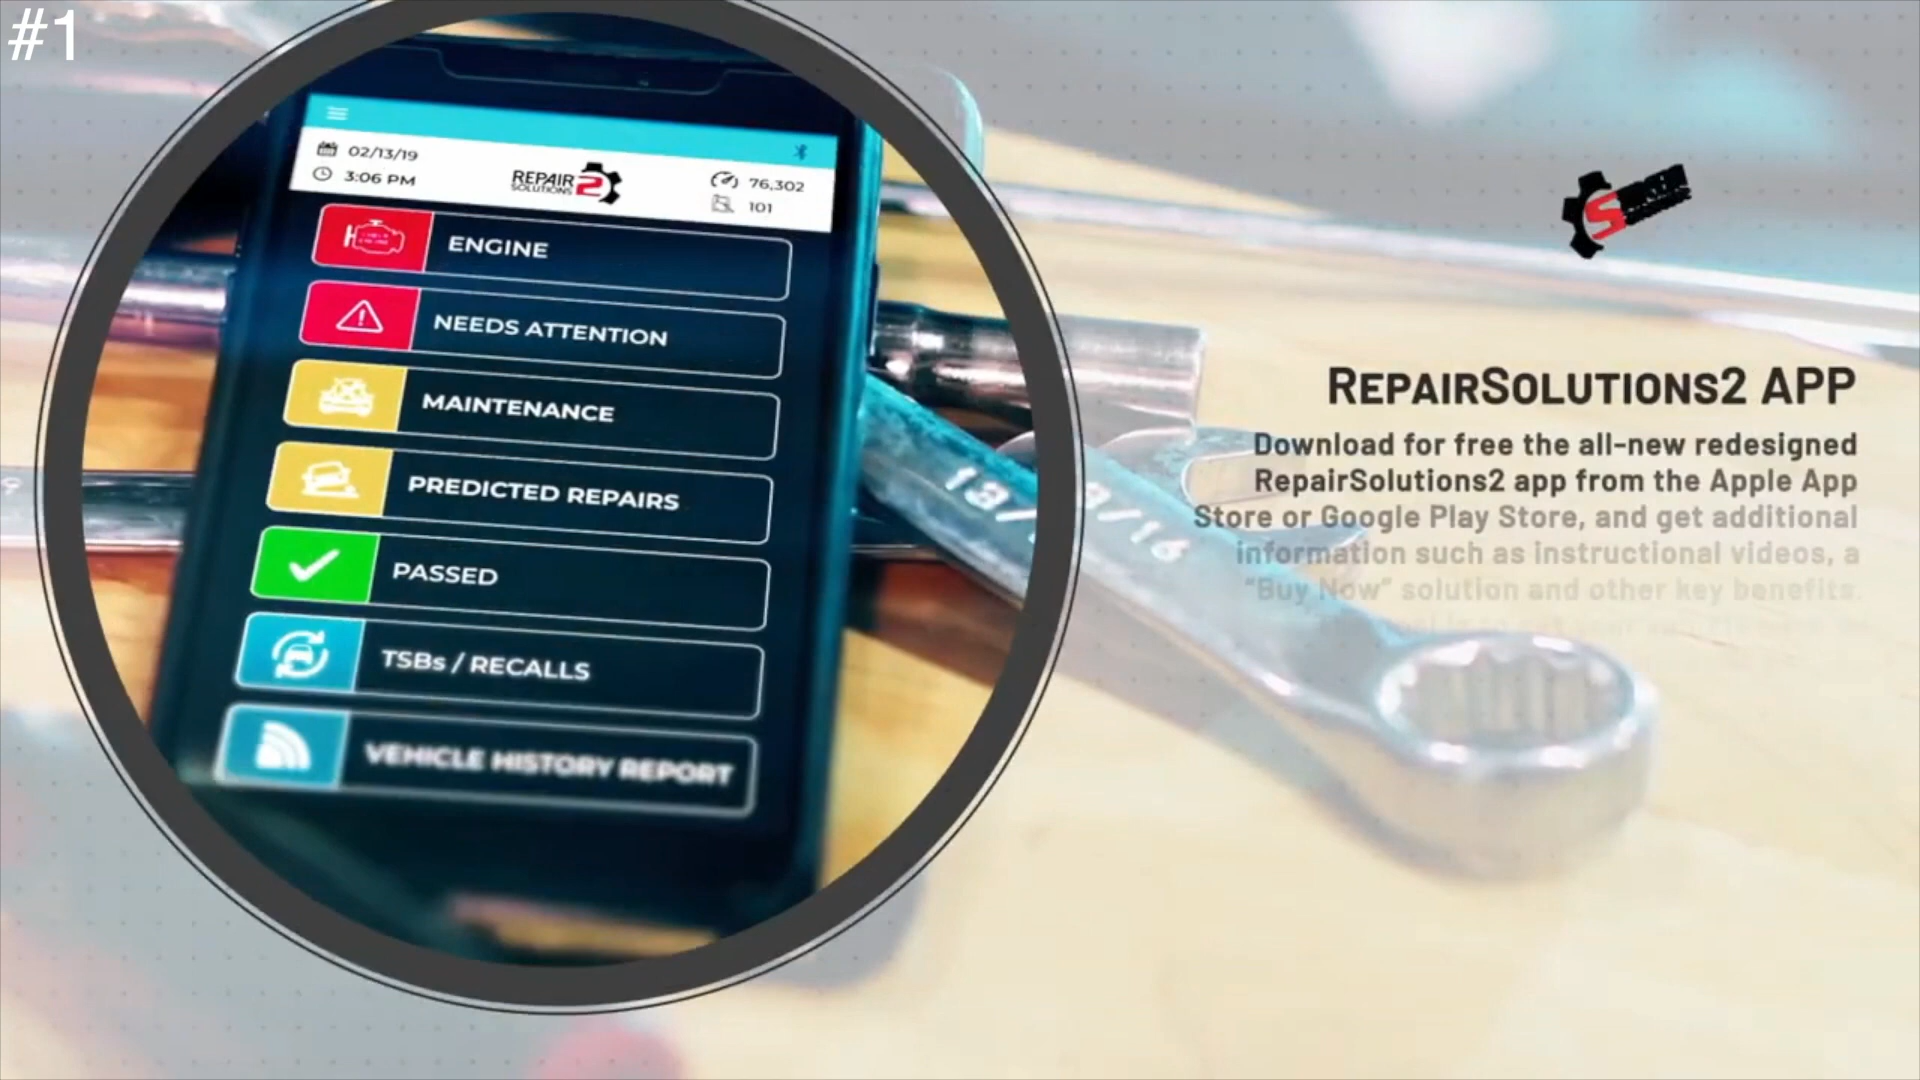 #1
02/13/19
3:06 PM
REPAIR
SOLUTIONS 2
76,302
101
ENGINE
NEEDS ATTENTION
MAINTENANCE
PREDICTED REPAIRS
PASSED
TSBs / RECALLS
VEHICLE HISTORY REPORT
13/16
REPAIRSOLUTIONS2 APP
Download for free the all-new redesigned
RepairSolutions2 app from the Apple App
Store or Google Play Store, and get additional
information such as instructional videos, a
"Buy Now" solution and other key benefits.